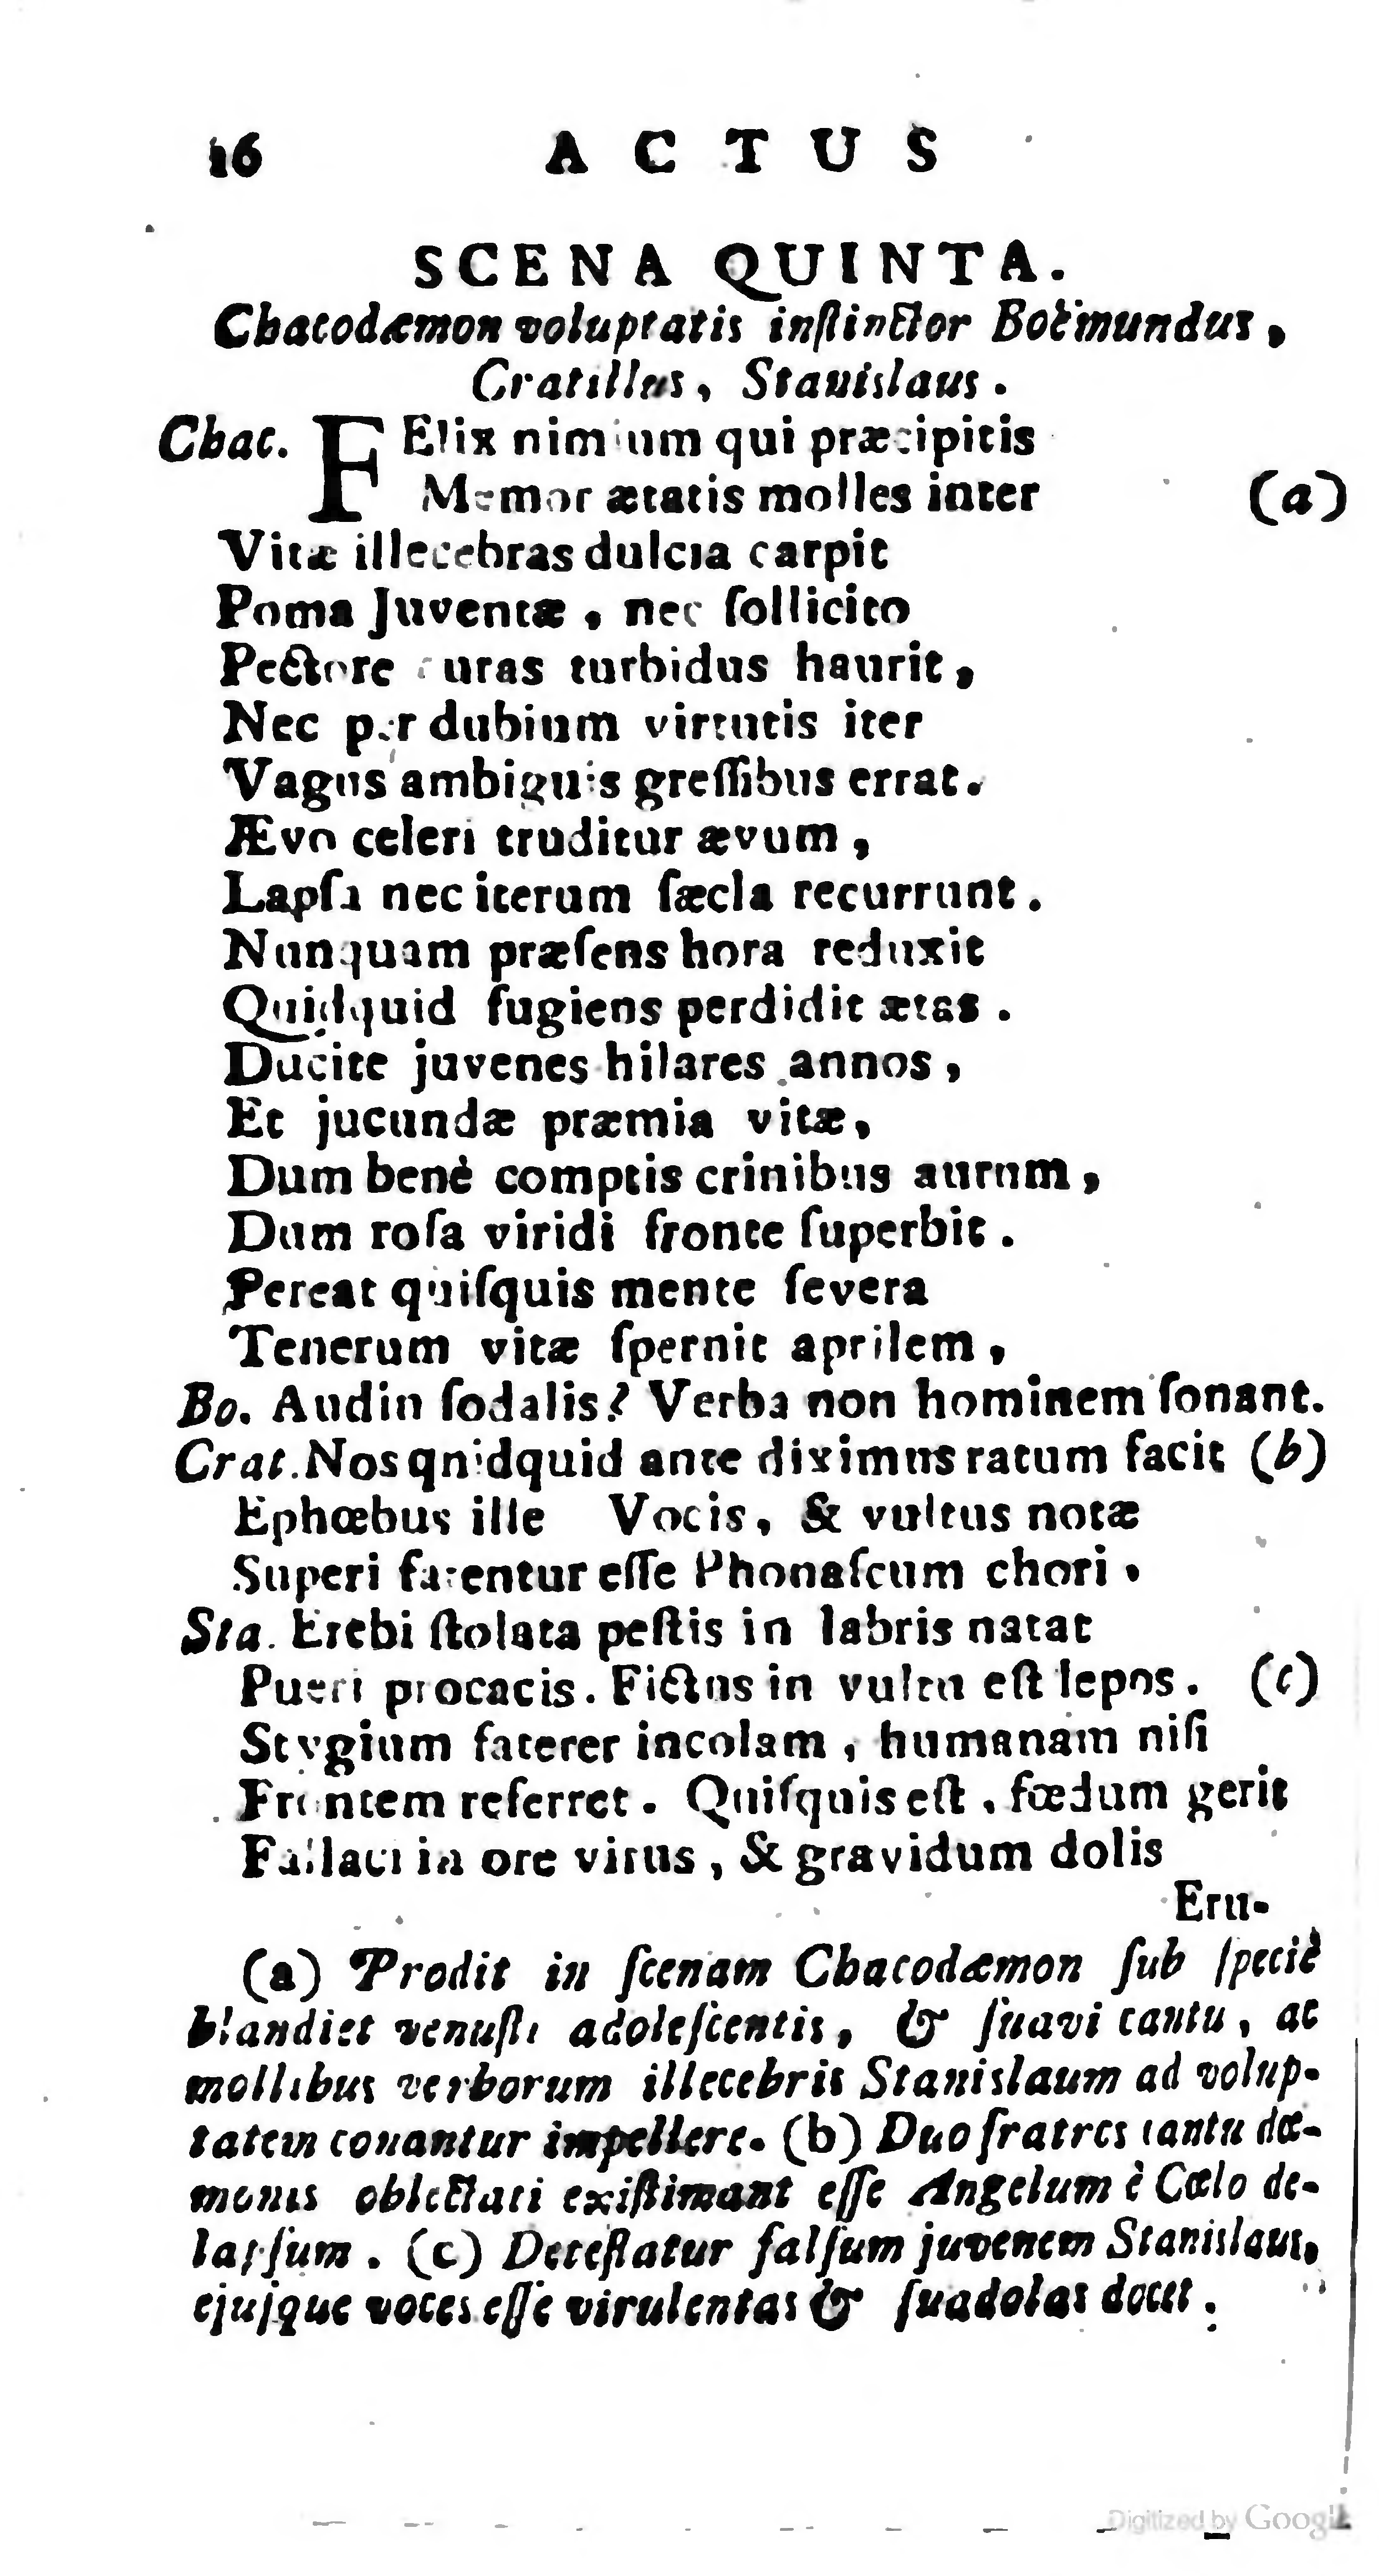 16 ACTUS
SCENA QUINTA.
Chacodæmon voluptatis inſtinctor Boèmundus,
Cratillus, Stanislaus.
Chac. FElix nimium qui præcipitis
Memor ætatis molles inter (a)
Vitæ illecebras dulcia carpit
Poma Juventæ, nec ſollicito
Pectore curas turbidus haurit,
Nec per dubium virtutis iter
Vagus ambiguis greſſibus errat.
Ævo celeri truditur ævum,
Lapſa nec iterum ſæcla recurrunt.
Nunquam præſens hora reduxit
Quidquid fugiens perdidit ætas.
Ducite juvenes hilares annos,
Et jucundæ præmia vitæ,
Dum benè comptis crinibus aurum,
Dum roſa viridi fronte ſuperbit.
Pereat quiſquis mente ſevera
Tenerum vitæ ſpernit aprilem,
Bo. Audin ſodalis? Verba non hominem ſonant.
Crat. Nos quidquid ante diximus ratum facit (b)
Ephœbus ille Vocis, & vultus notæ
Superi fatentur eſſe Phonaſcum chori.
Sta. Erebi ſtolata peſtis in labris natat
Pueri procacis. Fictus in vultu eſt lepos. (c)
Stygium faterer incolam, humanam niſi
Frontem referret. Quiſquis eſt, fœdum gerit
Fallaci in ore virus, & gravidum dolis
Eru-
(a) Prodit in ſcenam Chacodæmon ſub ſpeciè
blandiet venuſti adoleſcentis, & ſuavi cantu, ac
mollibus verborum illecebris Stanislaum ad volup-
tatem conantur impellere. (b) Duo fratres cantu dœ-
monis oblectati exiſtimant eſſe Angelum è Cœlo de-
lapſum. (c) Deteſtatur falſum juvenem Stanislaus,
ejuſque voces eſſe virulentas & ſuadolas docet.
Digitized by Google